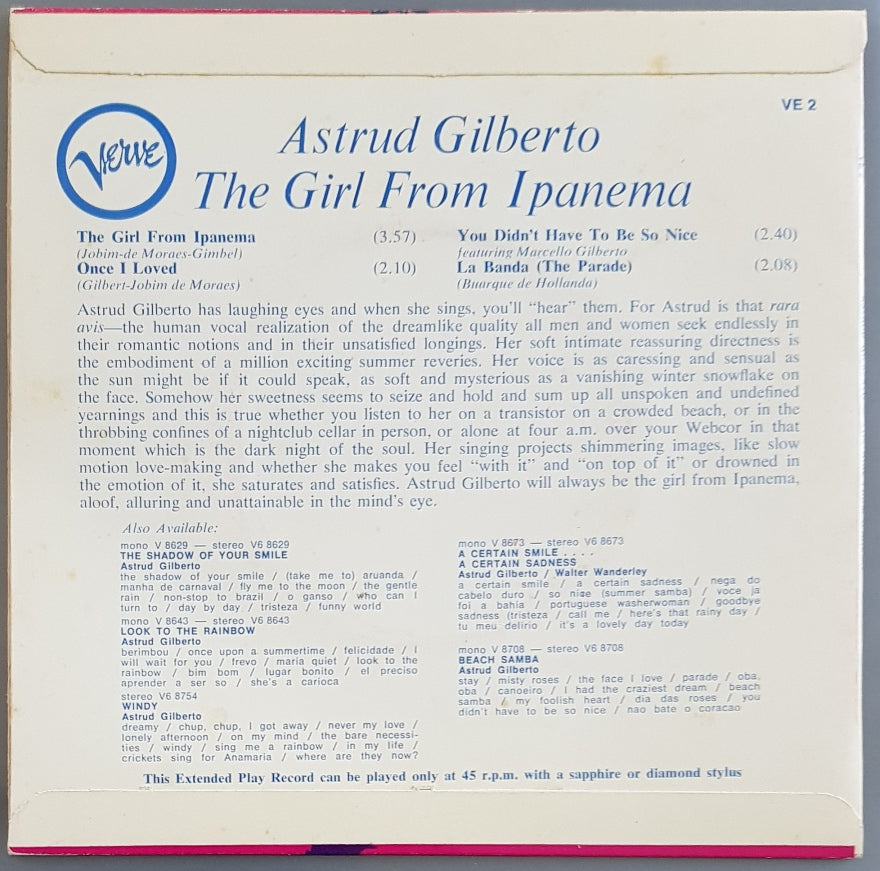 VE 2
Verve
Astrud Gilberto
The Girl From Ipanema
The Girl From Ipanema (3.57)
(Jobim-de Moraes-Gimbel)
Once I Loved (2.10)
(Gilbert-Jobim de Moraes)
You Didn't Have To Be So Nice (2.40)
featuring Marcello Gilberto
La Banda (The Parade) (2.08)
(Buarque de Hollanda)
Astrud Gilberto has laughing eyes and when she sings, you'll "hear" them. For Astrud is that rara
avis—the human vocal realization of the dreamlike quality all men and women seek endlessly in
their romantic notions and in their unsatisfied longings. Her soft intimate reassuring directness is
the embodiment of a million exciting summer reveries. Her voice is as caressing and sensual as
the sun might be if it could speak, as soft and mysterious as a vanishing winter snowflake on
the face. Somehow her sweetness seems to seize and hold and sum up all unspoken and undefined
yearnings and this is true whether you listen to her on a transistor on a crowded beach, or in the
throbbing confines of a nightclub cellar in person, or alone at four a.m. over your Webcor in that
moment which is the dark night of the soul. Her singing projects shimmering images, like slow
motion love-making and whether she makes you feel "with it" and "on top of it" or drowned in
the emotion of it, she saturates and satisfies. Astrud Gilberto will always be the girl from Ipanema,
aloof, alluring and unattainable in the mind's eye.
Also Available:
mono V 8629 — stereo V6 8629
THE SHADOW OF YOUR SMILE
Astrud Gilberto
the shadow of your smile / (take me to) aruanda /
manha de carnaval / fly me to the moon / the gentle
rain / non-stop to brazil / o ganso / who can I
turn to / day by day / tristeza / funny world
mono V 8643 — stereo V6 8643
LOOK TO THE RAINBOW
Astrud Gilberto
berimbou / once upon a summertime / felicidade / I
will wait for you / frevo / maria quiet / look to the
rainbow / bim bom / lugar bonito / el preciso
aprender a ser so / she's a carioca
stereo V6 8754
WINDY
Astrud Gilberto
dreamy / chup, chup, I got away / never my love /
lonely afternoon / on my mind / the bare necessi-
ties / windy / sing me a rainbow / in my life /
crickets sing for Anamaria / where are they now?
mono V 8673 — stereo V6 8673
A CERTAIN SMILE . . . .
A CERTAIN SADNESS
Astrud Gilberto / Walter Wanderley
a certain smile / a certain sadness / nega do
cabelo duro / so nice (summer samba) / voce ja
foi a bahia / portuguese washerwoman / goodbye
sadness (tristeza / call me / here's that rainy day /
tu meu delirio / it's a lovely day today
mono V 8708 — stereo V6 8708
BEACH SAMBA
Astrud Gilberto
stay / misty roses / the face I love / parade / oba,
oba / canoeiro / I had the craziest dream / beach
samba / my foolish heart / dia das roses / you
didn't have to be so nice / nao bate o coracao
This Extended Play Record can be played only at 45 r.p.m. with a sapphire or diamond stylus